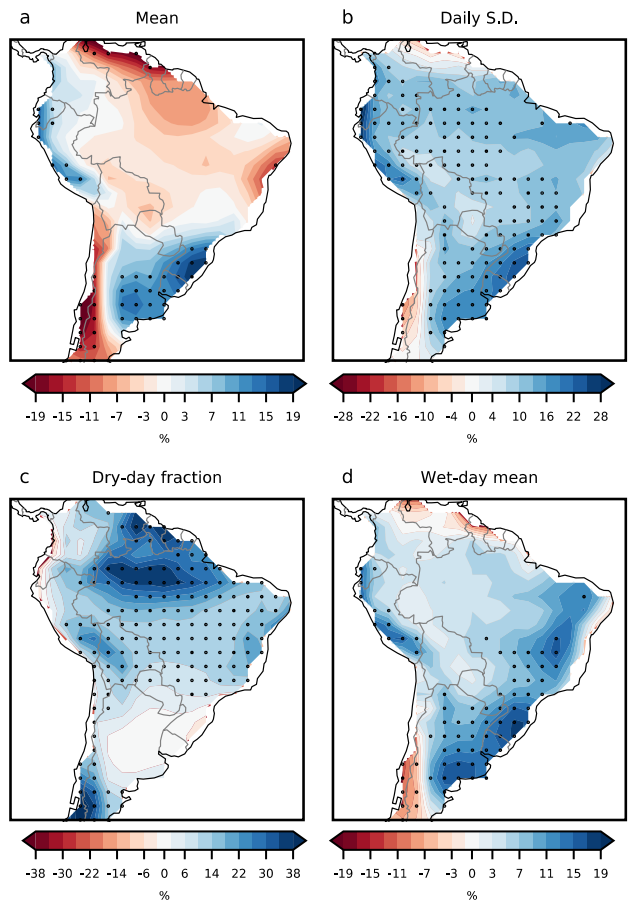 a Mean
b Daily S.D.
-19 -15 -11 -7 -3 0 3 7 11 15 19
%
-28 -22 -16 -10 -4 0 4 10 16 22 28
%
c Dry-day fraction
d Wet-day mean
-38 -30 -22 -14 -6 0 6 14 22 30 38
%
-19 -15 -11 -7 -3 0 3 7 11 15 19
%